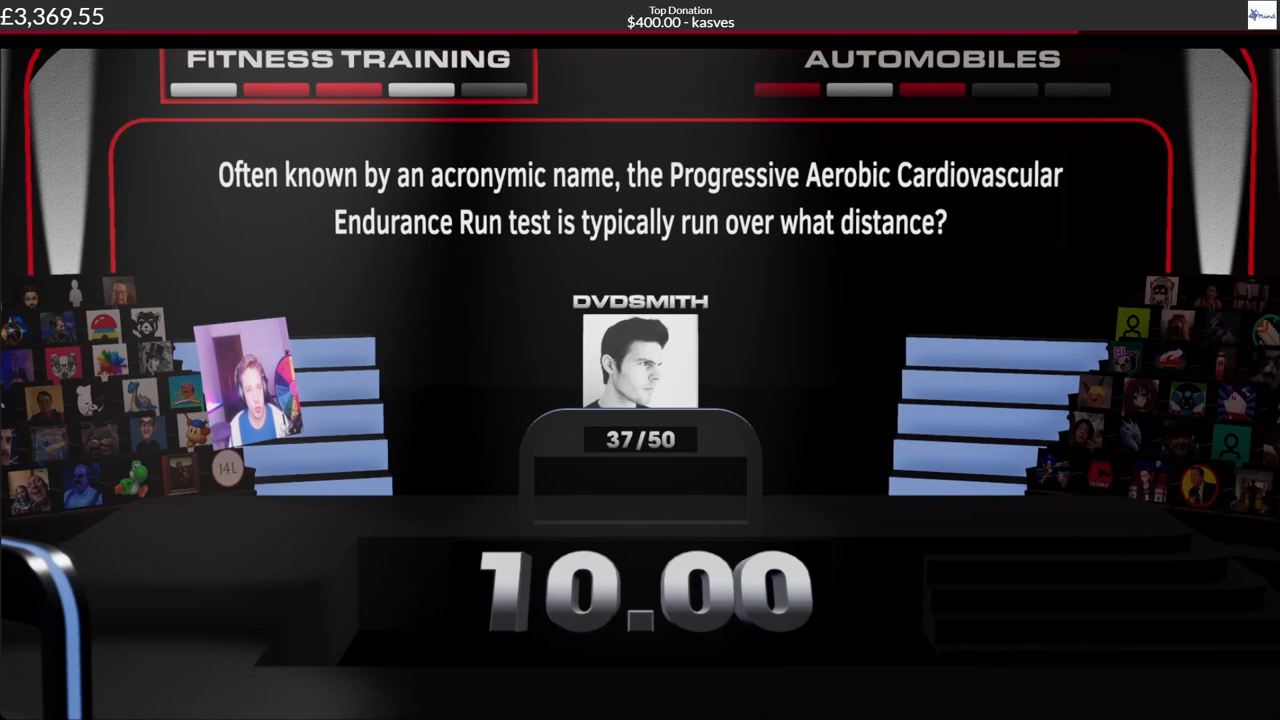 £3,369.55
Top Donation
$400.00 - kasves
mind
FITNESS TRAINING
AUTOMOBILES
Often known by an acronymic name, the Progressive Aerobic Cardiovascular
Endurance Run test is typically run over what distance?
DVDSMITH
37/50
J4L
10.00